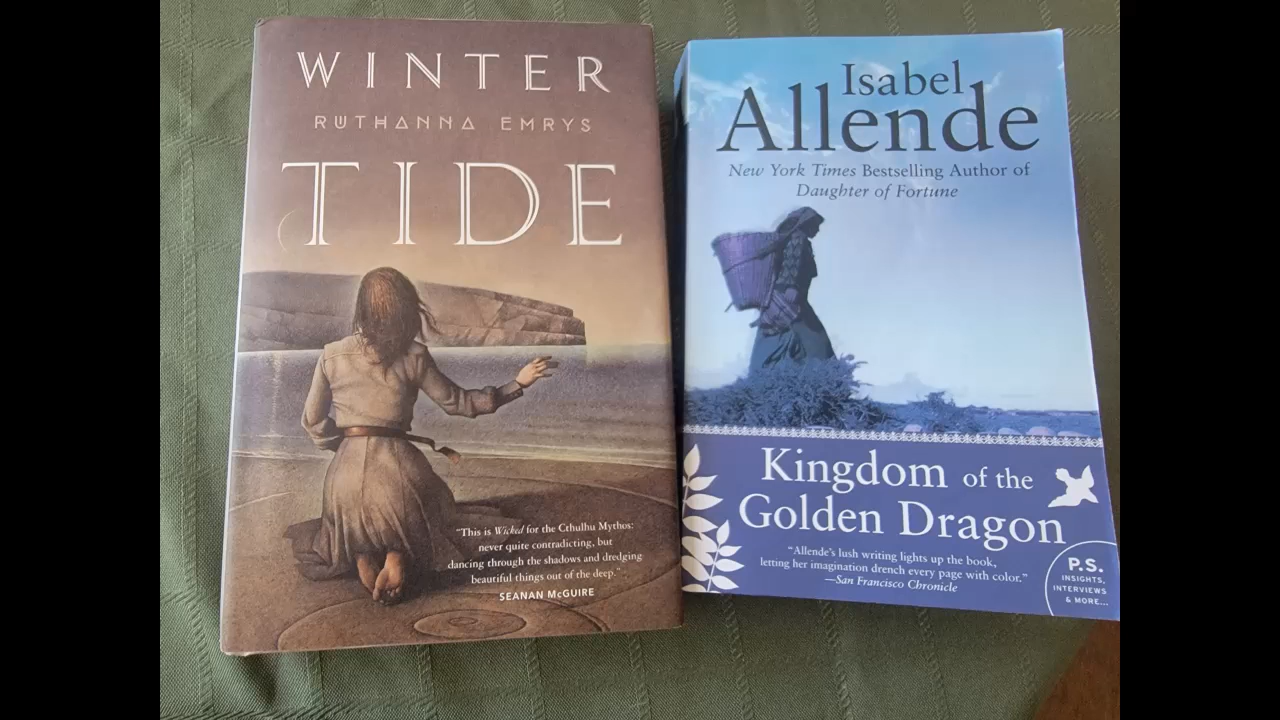 WINTER
RUTHANNA EMRYS
TIDE
“This is Wicked for the Cthulhu Mythos:
never quite contradicting, but
dancing through the shadows and dredging
beautiful things out of the deep.”
SEANAN McGUIRE
Isabel
Allende
New York Times Bestselling Author of
Daughter of Fortune
Kingdom of the
Golden Dragon
“Allende's lush writing lights up the book,
letting her imagination drench every page with color.”
—San Francisco Chronicle
P.S.
INSIGHTS,
INTERVIEWS
& MORE...